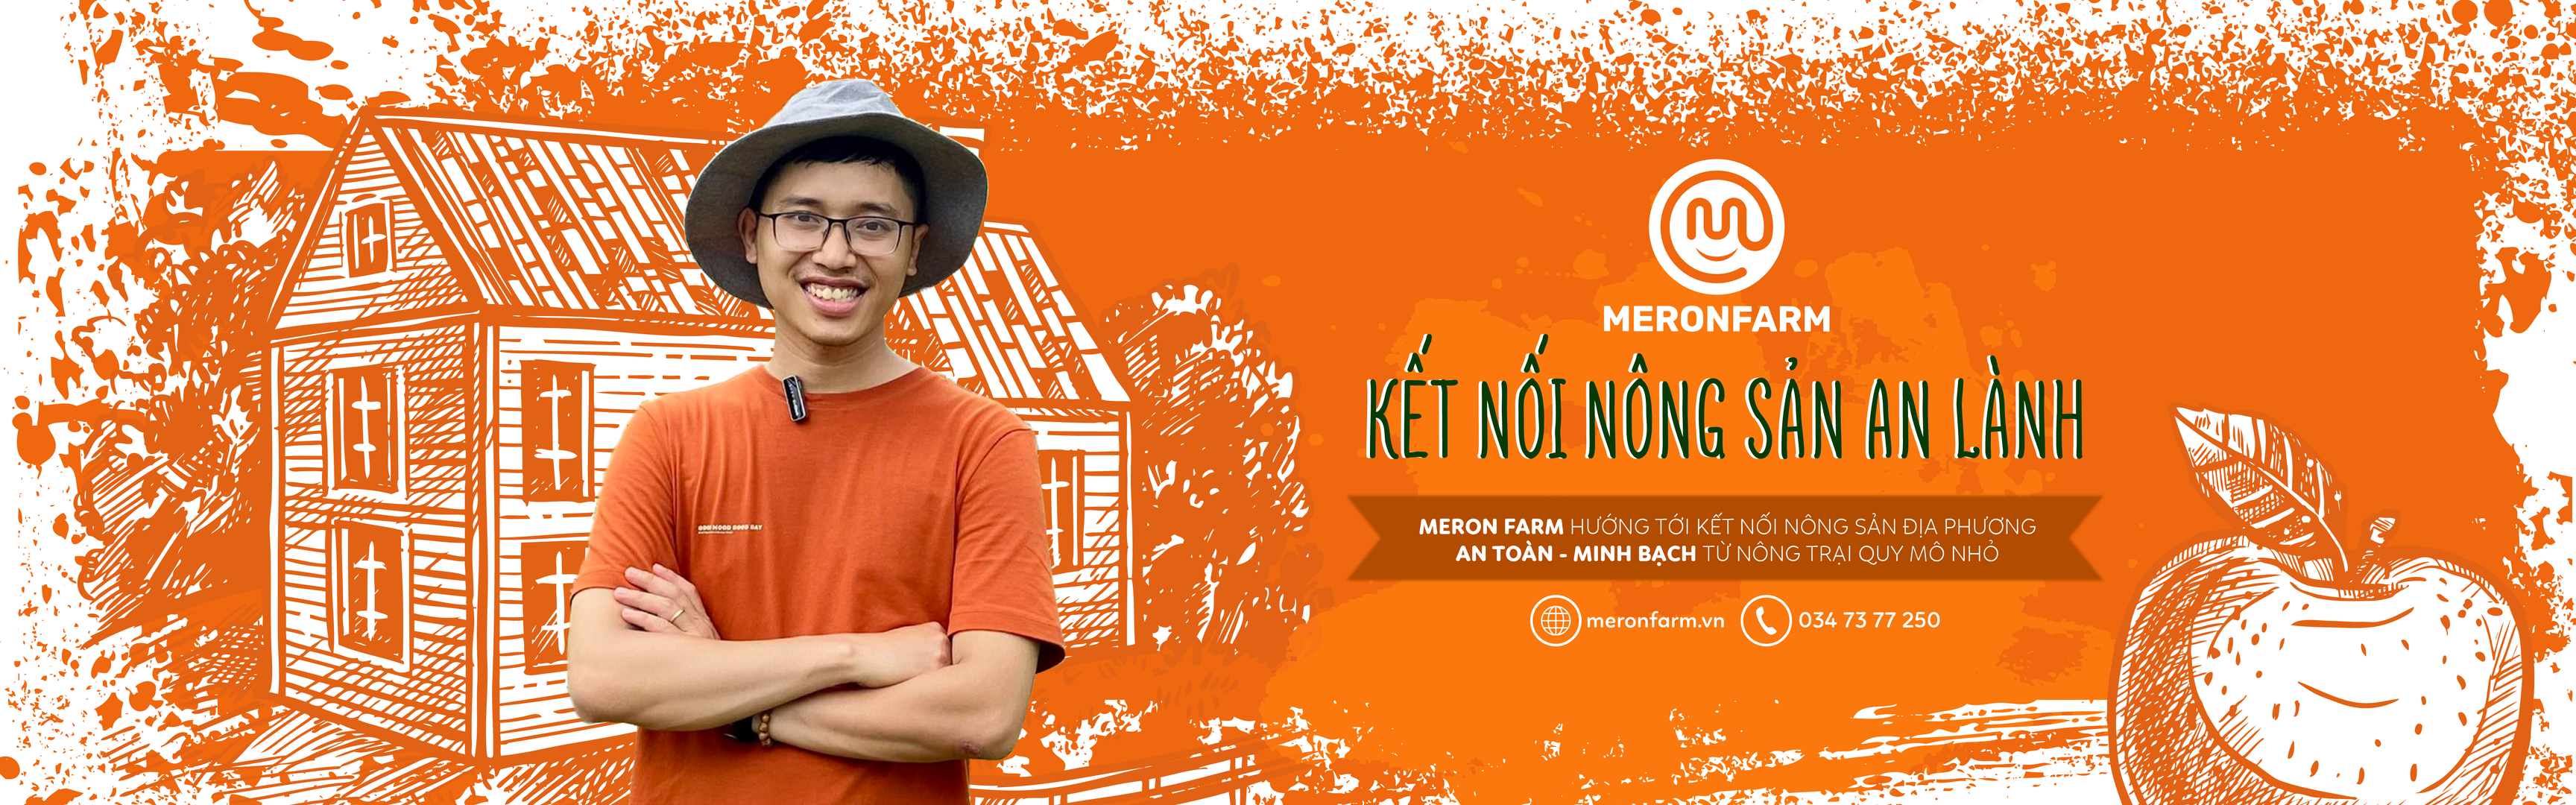 MERONFARM
KẾT NỐI NÔNG SẢN AN LÀNH
MERON FARM HƯỚNG TỚI KẾT NỐI NÔNG SẢN ĐỊA PHƯƠNG
AN TOÀN - MINH BẠCH TỪ NÔNG TRẠI QUY MÔ NHỎ
meronfarm.vn 034 73 77 250